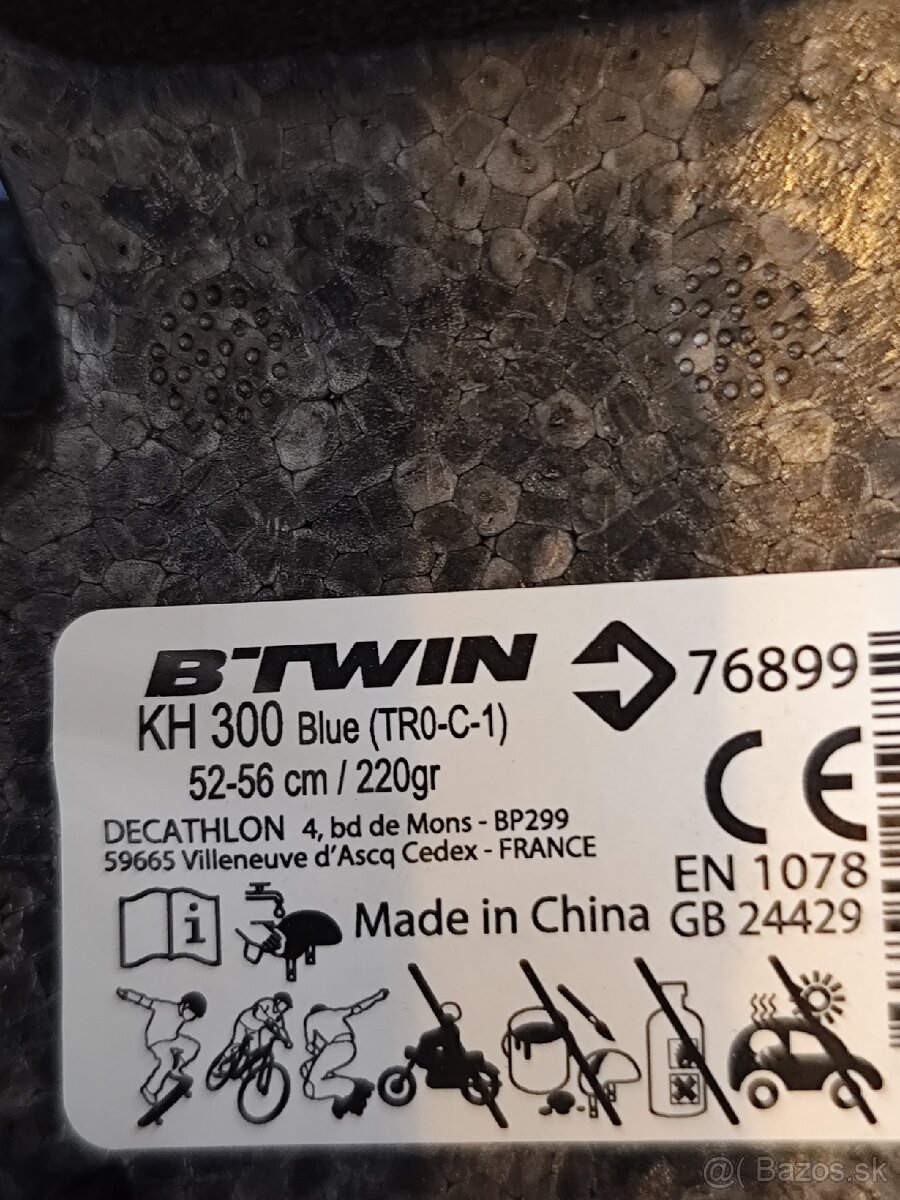 B'TWIN
76899
KH 300 Blue (TR0-C-1)
52-56 cm / 220gr
DECATHLON 4, bd de Mons - BP299
59665 Villeneuve d'Ascq Cedex - FRANCE
CE
EN 1078
Made in China
GB 24429
i
@( Bazos.sk